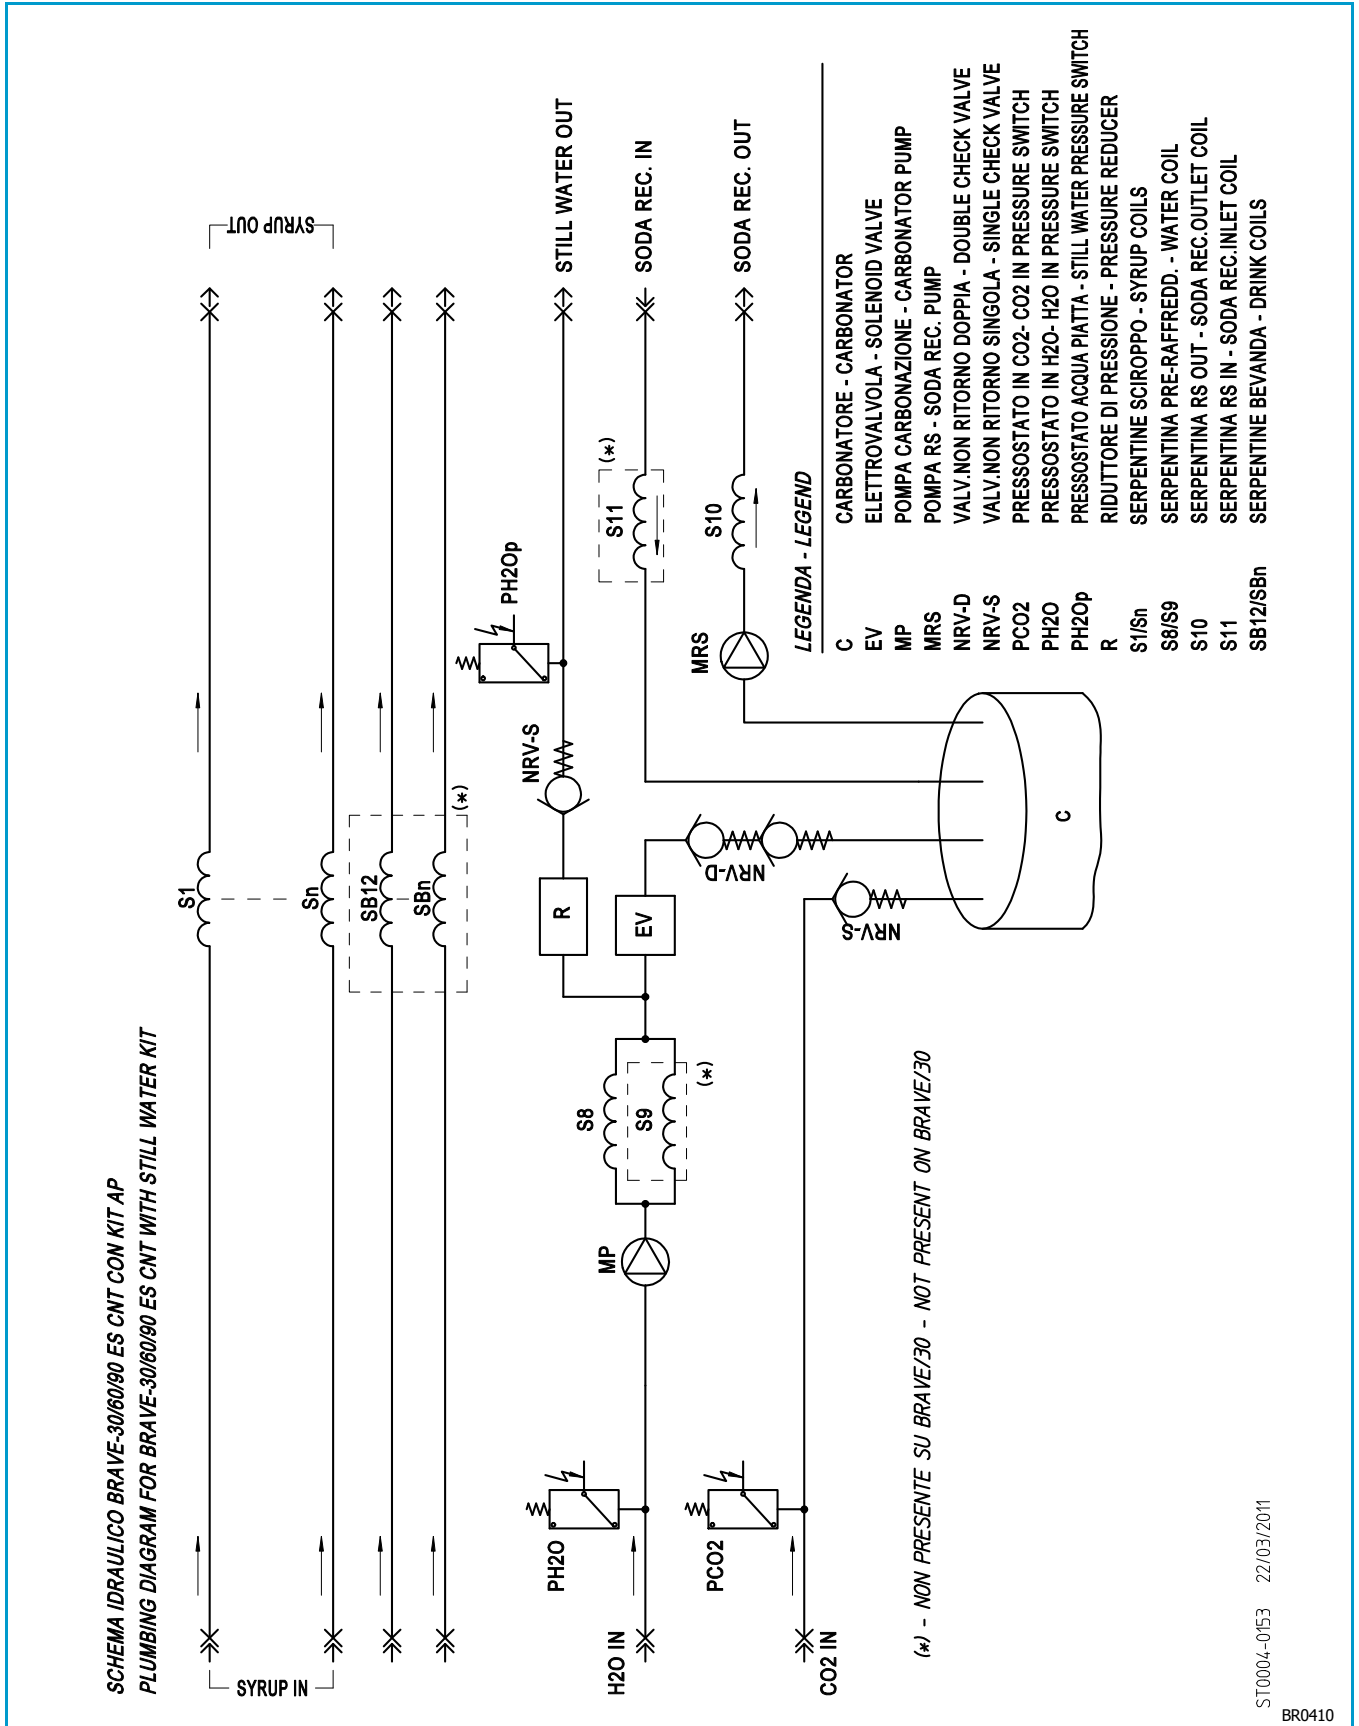 SCHEMA IDRAULICO BRAVE-30/60/90 ES CNT CON KIT AP
PLUMBING DIAGRAM FOR BRAVE-30/60/90 ES CNT WITH STILL WATER KIT
SYRUP IN
S1
Sn
SB12
SBn
(*)
SYRUP OUT
H2O IN
PH2O
MP
S8
S9
(*)
R
EV
NRV-S
PH2Op
STILL WATER OUT
NRV-D
S11
(*)
SODA REC. IN
CO2 IN
PCO2
NRV-S
MRS
S10
SODA REC. OUT
C
LEGENDA - LEGEND
C CARBONATORE - CARBONATOR
EV ELETTROVALVOLA - SOLENOID VALVE
MP POMPA CARBONAZIONE - CARBONATOR PUMP
MRS POMPA RS - SODA REC. PUMP
NRV-D VALV.NON RITORNO DOPPIA - DOUBLE CHECK VALVE
NRV-S VALV.NON RITORNO SINGOLA - SINGLE CHECK VALVE
PCO2 PRESSOSTATO IN CO2- CO2 IN PRESSURE SWITCH
PH2O PRESSOSTATO IN H2O- H2O IN PRESSURE SWITCH
PH2Op PRESSOSTATO ACQUA PIATTA - STILL WATER PRESSURE SWITCH
R RIDUTTORE DI PRESSIONE - PRESSURE REDUCER
S1/Sn SERPENTINE SCIROPPO - SYRUP COILS
S8/S9 SERPENTINA PRE-RAFFREDD. - WATER COIL
S10 SERPENTINA RS OUT - SODA REC.OUTLET COIL
S11 SERPENTINA RS IN - SODA REC.INLET COIL
SB12/SBn SERPENTINE BEVANDA - DRINK COILS
(*) - NON PRESENTE SU BRAVE/30 - NOT PRESENT ON BRAVE/30
ST0004-0153 22/03/2011
BR0410